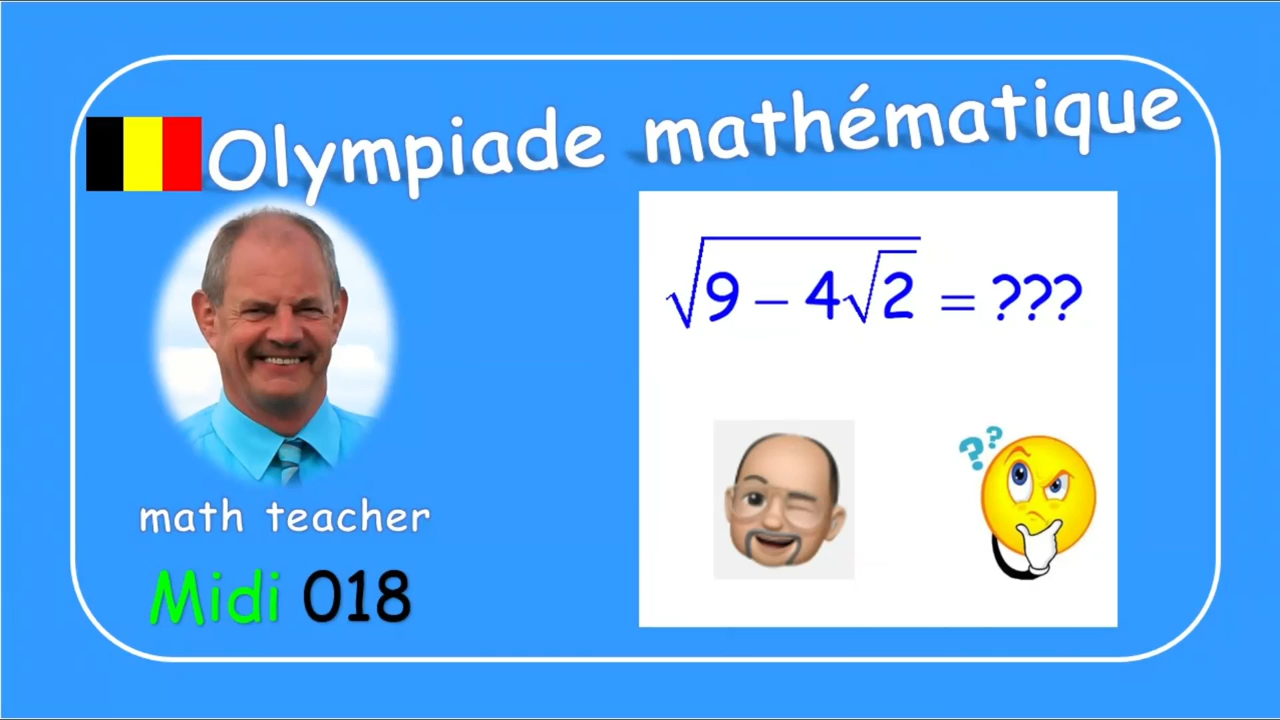 Olympiade mathématique
√(9 – 4√2) = ???
? ?
math teacher
Midi 018